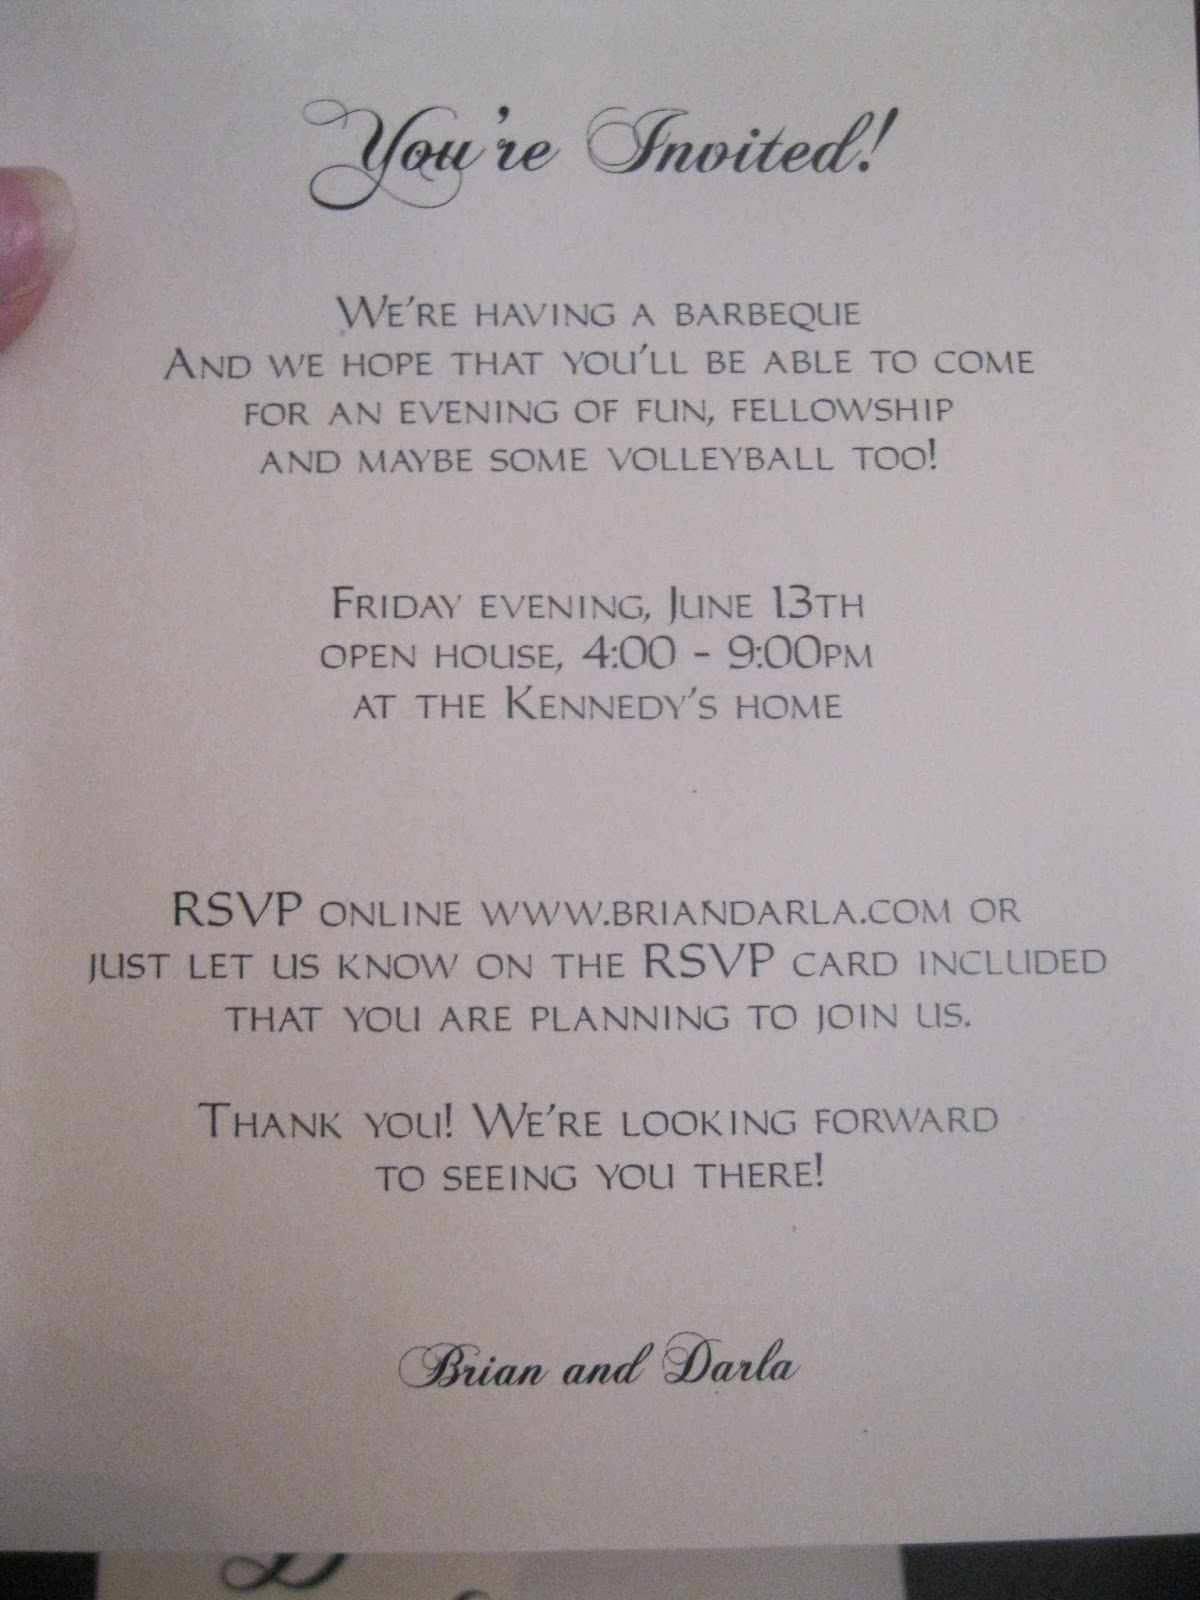 You're Invited!
We're having a barbeque
And we hope that you'll be able to come
for an evening of fun, fellowship
and maybe some volleyball too!
Friday evening, June 13th
open house, 4:00 - 9:00pm
at the Kennedy's home
RSVP online www.briandarla.com or
just let us know on the RSVP card included
that you are planning to join us.
Thank you! We're looking forward
to seeing you there!
Brian and Darla